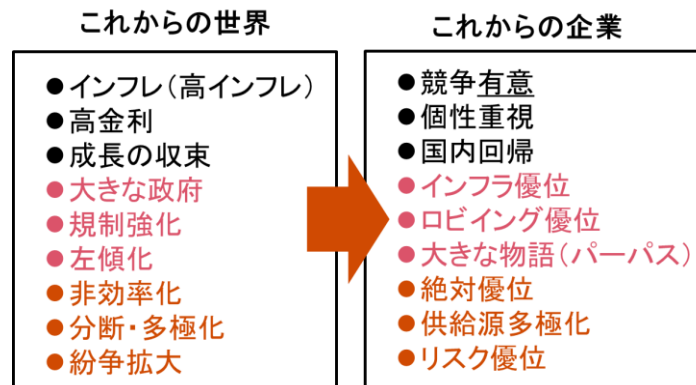 これからの世界
●インフレ(高インフレ)
●高金利
●成長の収束
●大きな政府
●規制強化
●左傾化
●非効率化
●分断・多極化
●紛争拡大
これからの企業
●競争有意
●個性重視
●国内回帰
●インフラ優位
●ロビイング優位
●大きな物語(パーパス)
●絶対優位
●供給源多極化
●リスク優位